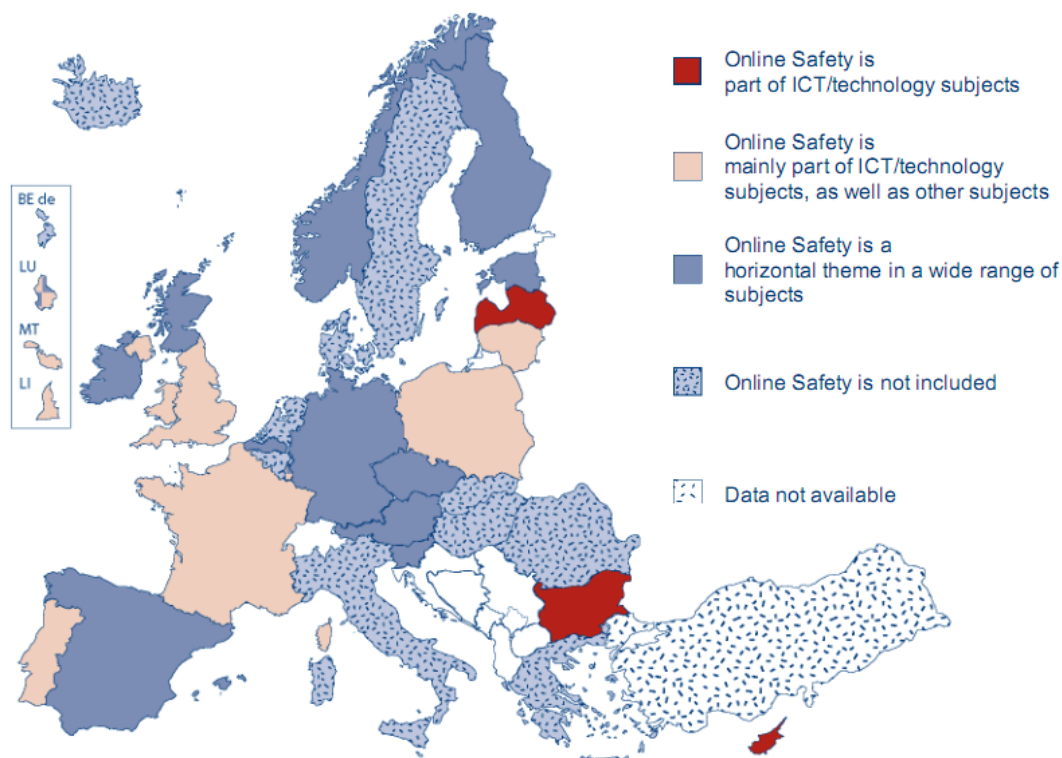 Online Safety is
part of ICT/technology subjects
Online Safety is
mainly part of ICT/technology
subjects, as well as other subjects
Online Safety is a
horizontal theme in a wide range of
subjects
Online Safety is not included
Data not available
BE de
LU
MT
LI